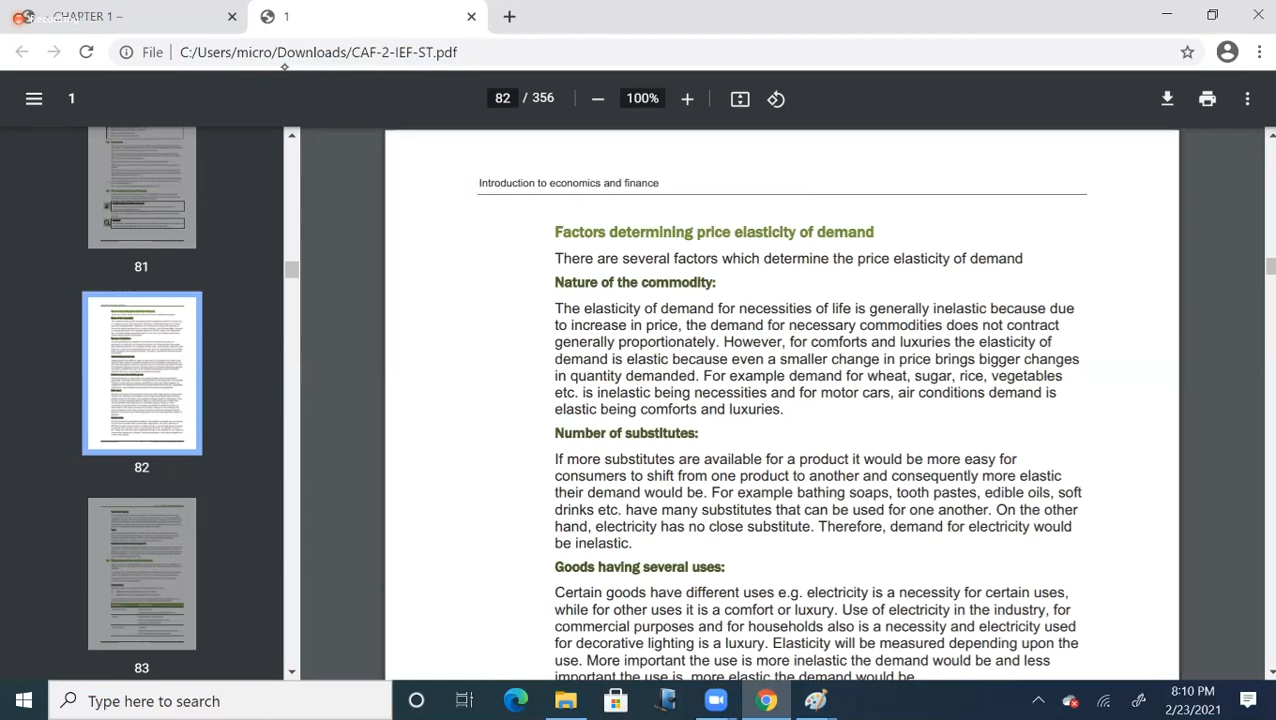 CHAPTER 1 –
1
File
C:/Users/micro/Downloads/CAF-2-IEF-ST.pdf
1
82 / 356
100%
81
82
83
Introduction to economics and finance
Factors determining price elasticity of demand
There are several factors which determine the price elasticity of demand
Nature of the commodity:
The elasticity of demand for necessities of life is generally inelastic because due
to increase in price, the demand for necessary commodities does not contract
generally proportionately. However, for comforts and luxuries the elasticity of
demand is elastic because even a smaller change in price brings bigger changes
in quantity demanded. For example demand for wheat, sugar, rice, vegetables
etc. is inelastic being necessities and for motor cars, air conditions demand is
elastic being comforts and luxuries.
Number of substitutes:
If more substitutes are available for a product it would be more easy for
consumers to shift from one product to another and consequently more elastic
their demand would be. For example bathing soaps, tooth pastes, edible oils, soft
drinks etc. have many substitutes that can be used for one another. On the other
hand, electricity has no close substitute. Therefore, demand for electricity would
be inelastic.
Goods having several uses:
Certain goods have different uses e.g. electricity is a necessity for certain uses,
while for other uses it is a comfort or luxury. Use of electricity in the industry, for
commercial purposes and for households also is a necessity and electricity used
for decorative lighting is a luxury. Elasticity will be measured depending upon the
use. More important the use is more inelastic the demand would be and less
important the use is, more elastic the demand would be.
Type here to search
8:10 PM
2/23/2021